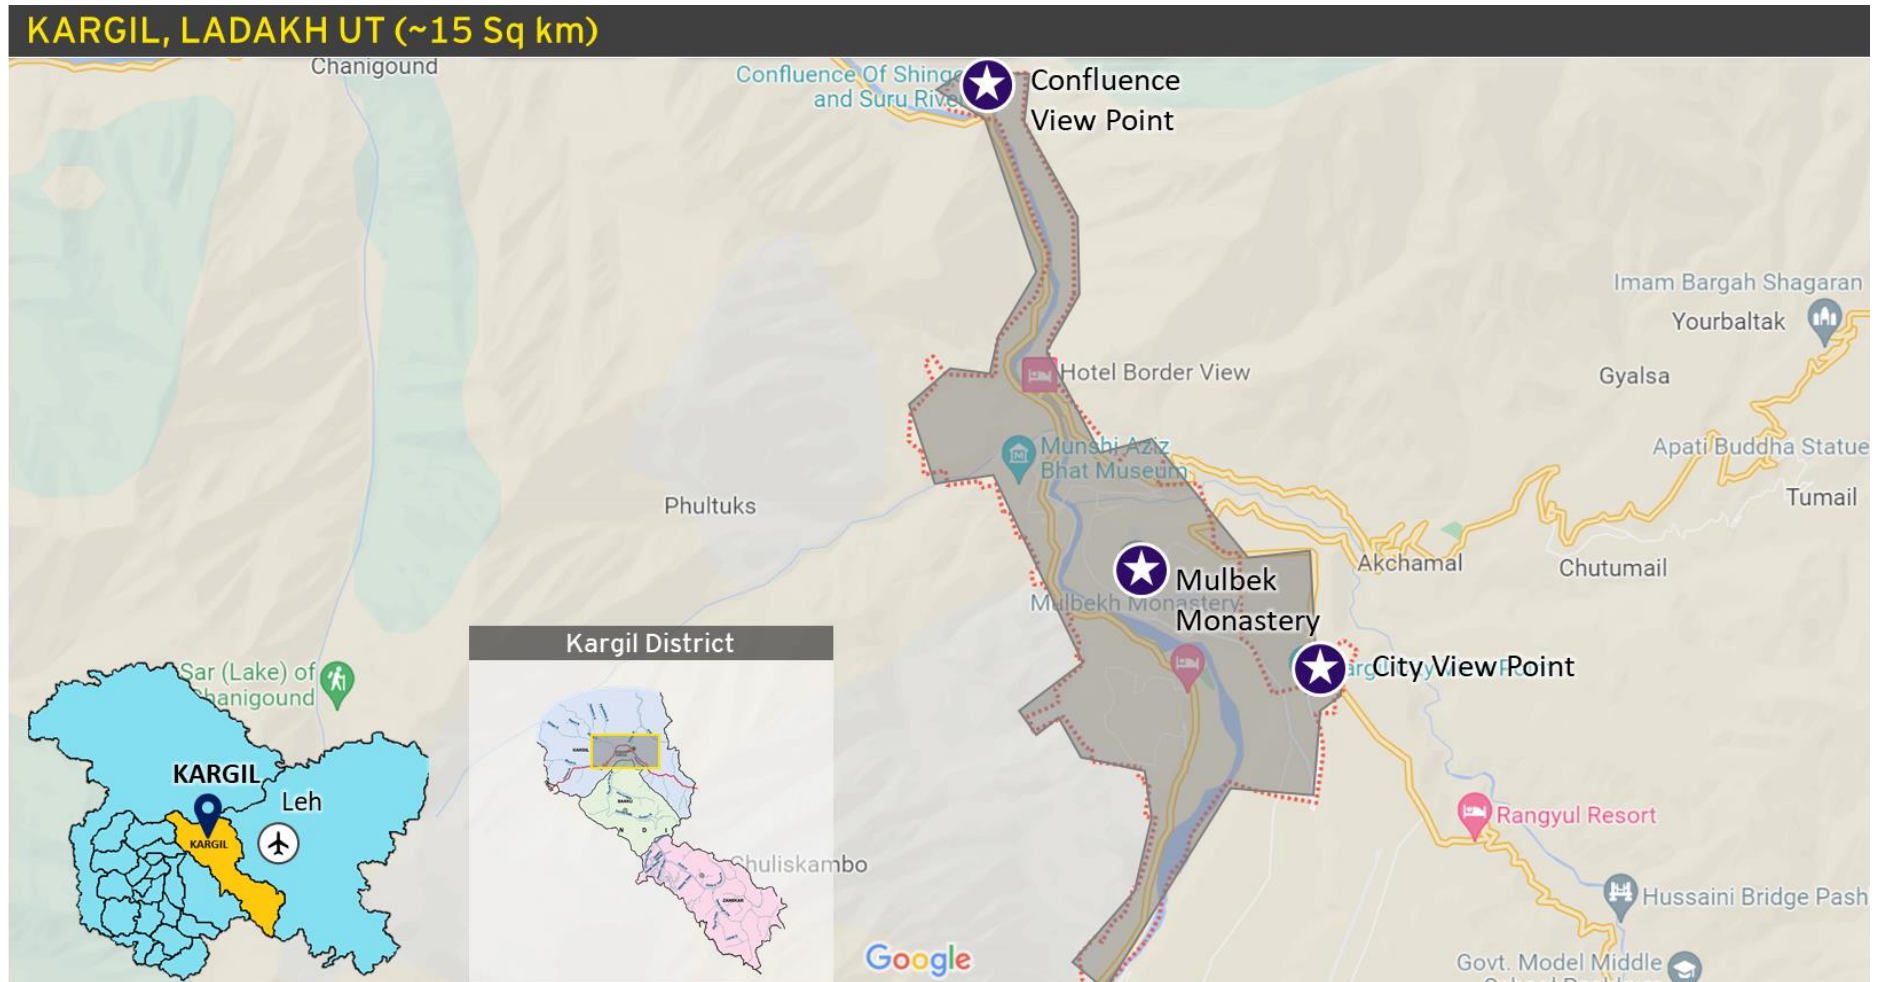 KARGIL, LADAKH UT (~15 Sq km)
Chanigound
Confluence Of
and Suru
Confluence
View Point
Imam Bargah Shagaran
Yourbaltak
Hotel Border View
Gyalsa
Munshi Aziz
Bhat Museum
Apati Buddha Statue
Phultuks
Tumail
Akchamal
Chutumail
Mulbek
Monastery
Mulbekh Monastery
City View Point
Sar (Lake) of
Chanigound
Kargil District
KARGIL
Leh
KARGIL
KARGIL
ZANSKAR
Chuliskambo
Rangyul Resort
Hussaini Bridge Pash
Google
Govt. Model Middle